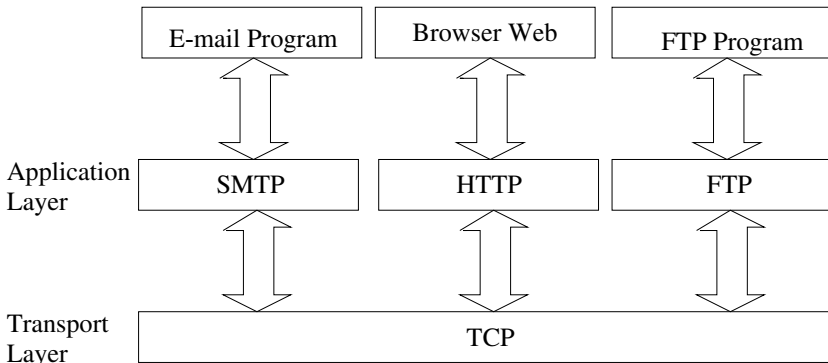 E-mail Program
Browser Web
FTP Program
Application
Layer
SMTP
HTTP
FTP
Transport
Layer
TCP